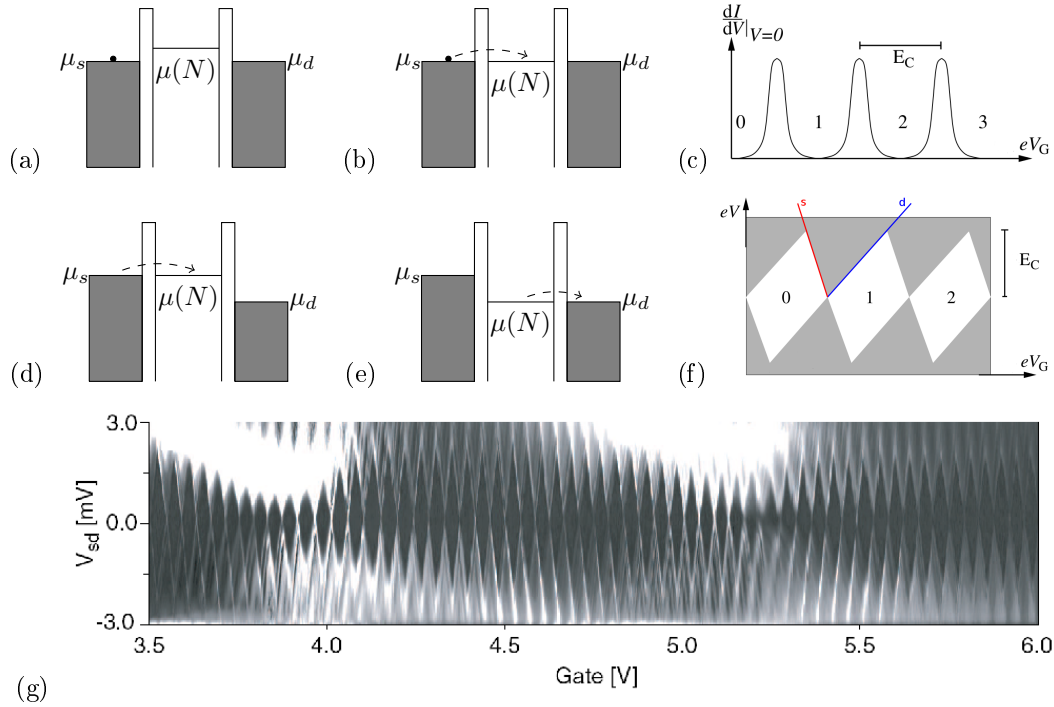 μs μ(N) μd
(a)
μs μ(N) μd
(b)
dI
dV|V=0
EC
0 1 2 3
eVG
(c)
μs μ(N) μd
(d)
μs μ(N) μd
(e)
eV
s d
EC
0 1 2
eVG
(f)
3.0
0.0
-3.0
Vsd [mV]
3.5 4.0 4.5 5.0 5.5 6.0
Gate [V]
(g)